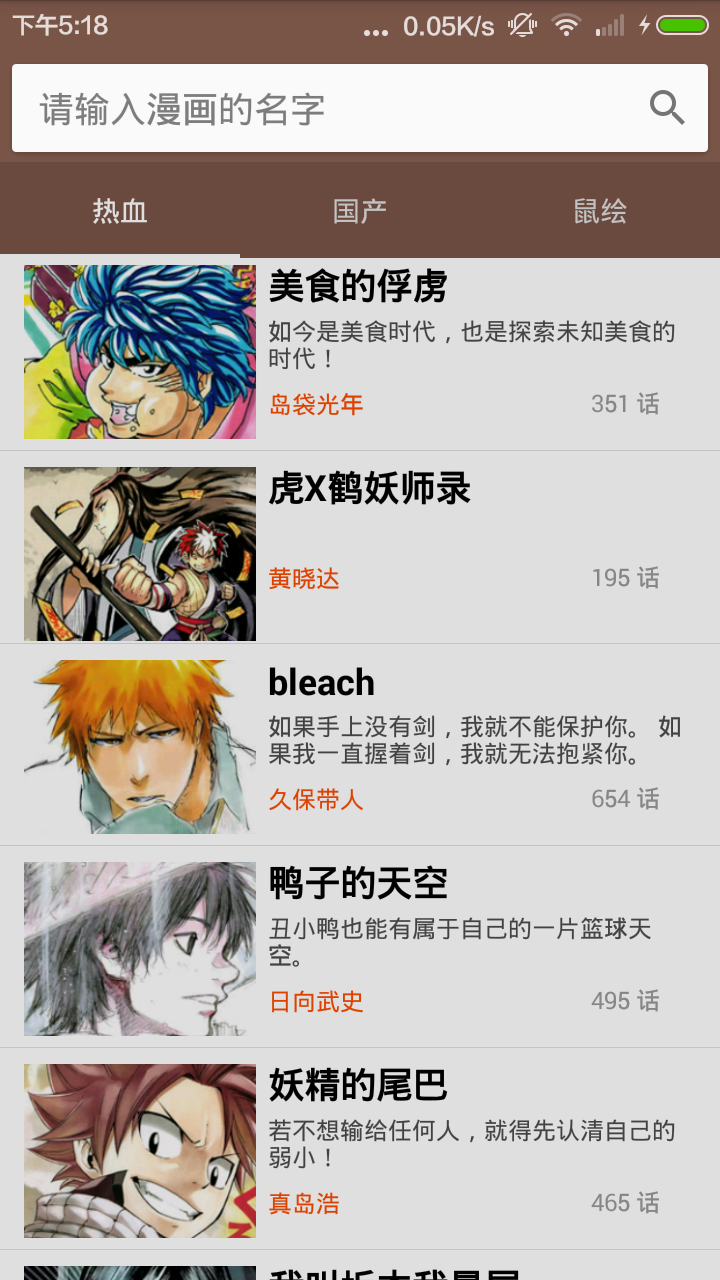 下午5:18
... 0.05K/s
请输入漫画的名字
热血
国产
鼠绘
美食的俘虏
如今是美食时代，也是探索未知美食的
时代！
岛袋光年
351 话
虎X鹤妖师录
黄晓达
195 话
bleach
如果手上没有剑，我就不能保护你。 如
果我一直握着剑，我就无法抱紧你。
久保带人
654 话
鸭子的天空
丑小鸭也能有属于自己的一片篮球天
空。
日向武史
495 话
妖精的尾巴
若不想输给任何人，就得先认清自己的
弱小！
真岛浩
465 话